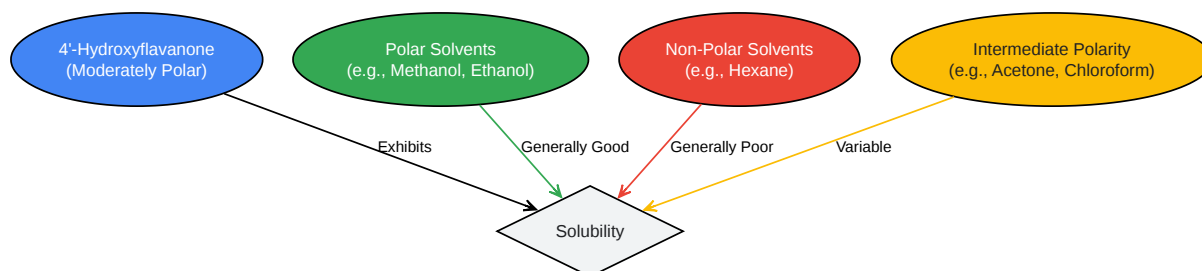 4'-Hydroxyflavanone
(Moderately Polar)
Polar Solvents
(e.g., Methanol, Ethanol)
Non-Polar Solvents
(e.g., Hexane)
Intermediate Polarity
(e.g., Acetone, Chloroform)
Exhibits
Generally Good
Generally Poor
Variable
Solubility